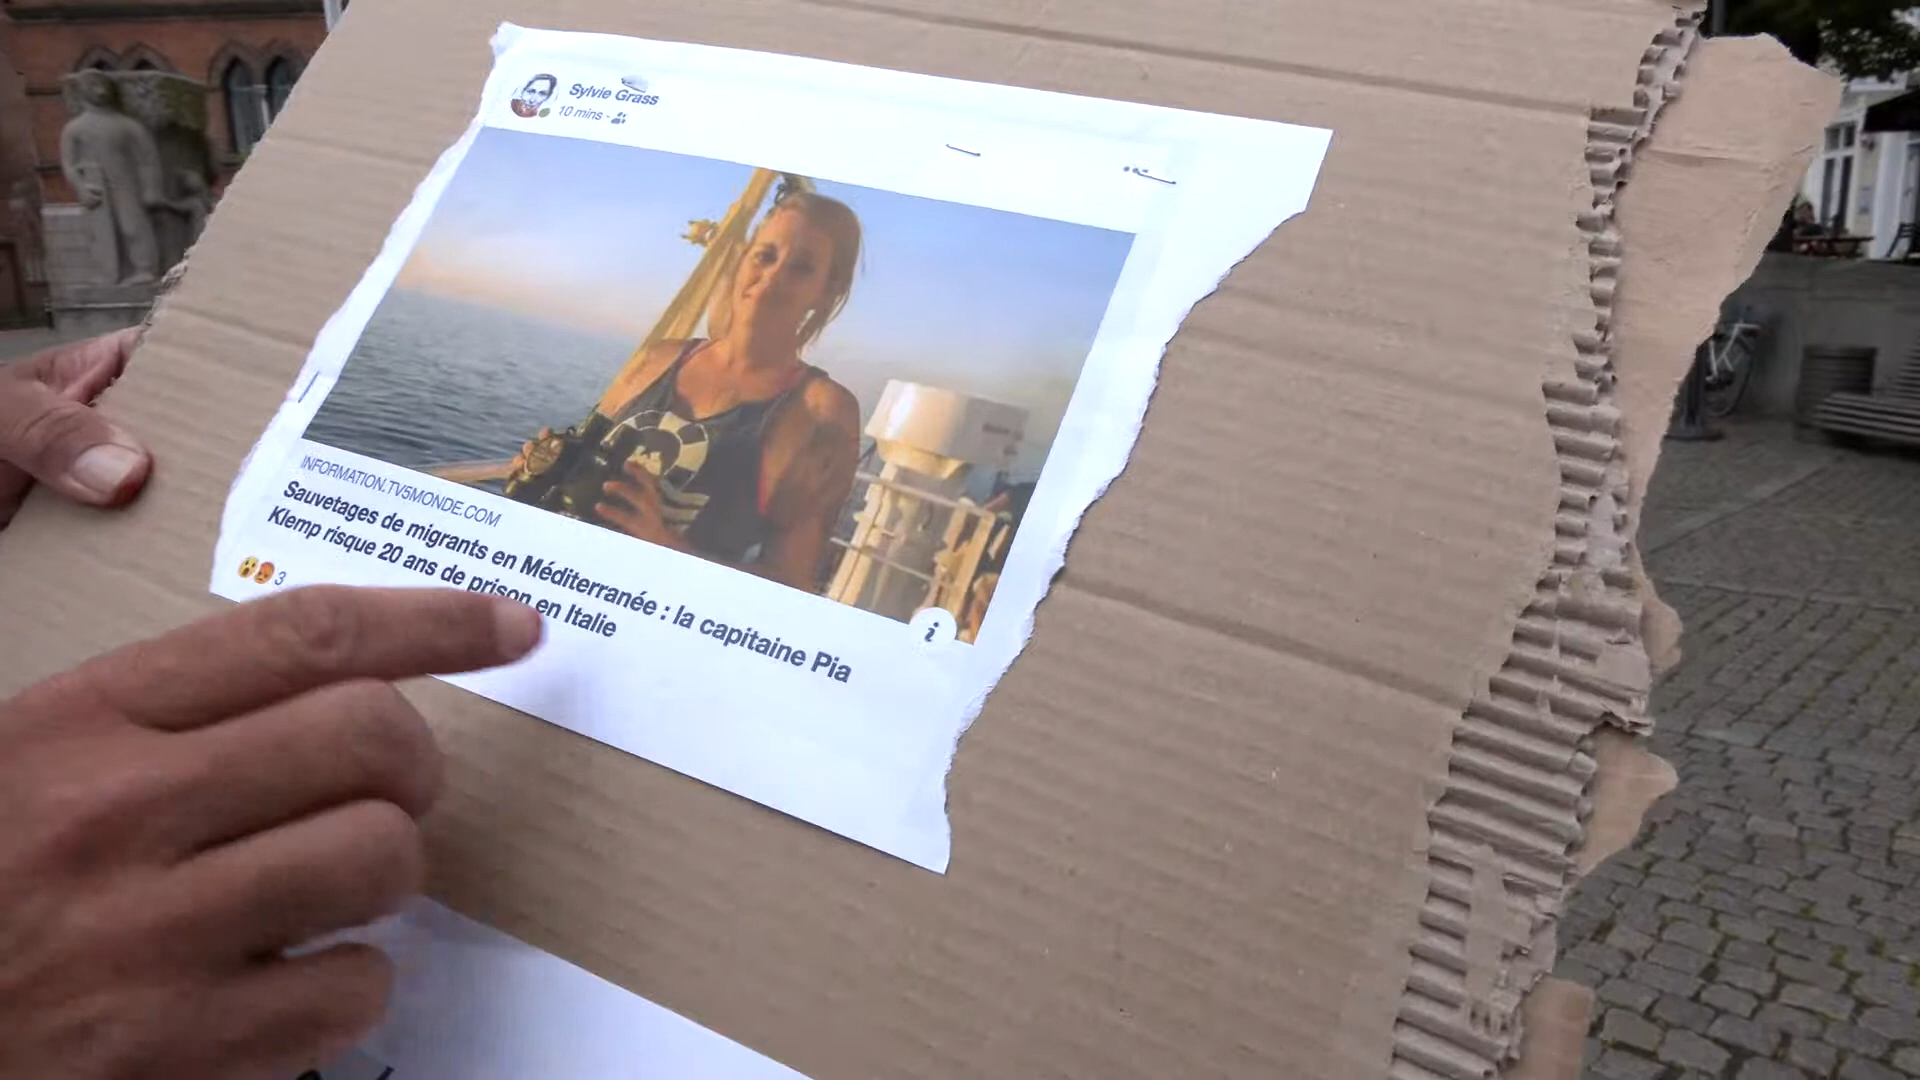 Sylvie Grass
10 mins ·
INFORMATION.TV5MONDE.COM
Sauvetages de migrants en Méditerranée : la capitaine Pia
Klemp risque 20 ans de prison en Italie
3
i